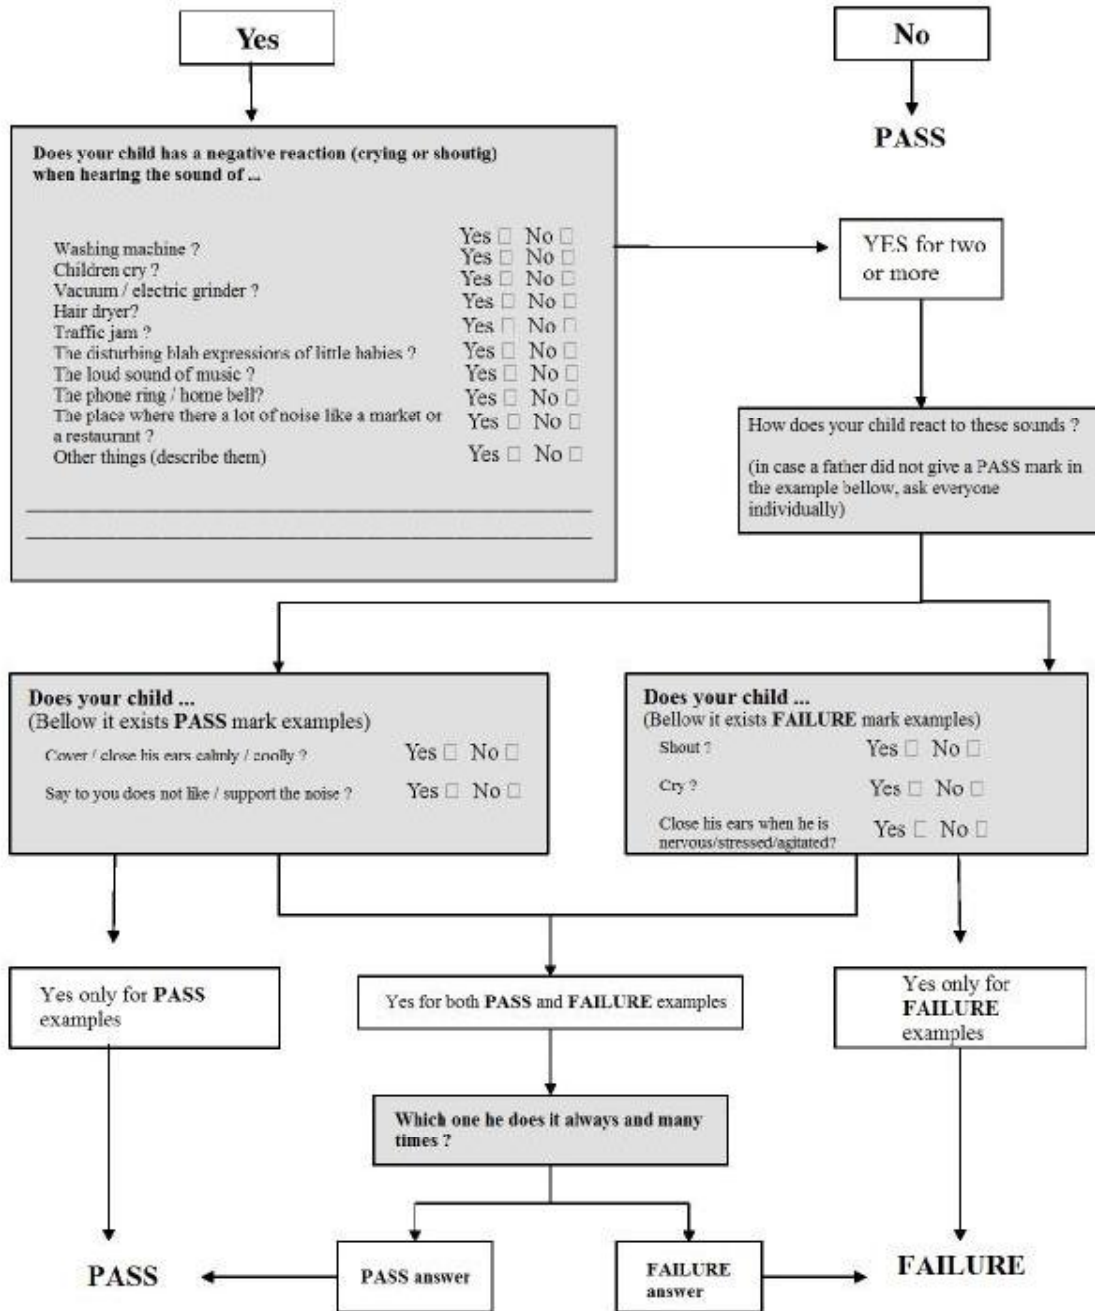 Yes
No
PASS
Does your child has a negative reaction (crying or shoutig)
when hearing the sound of ...
Washing machine ? Yes □ No □
Children cry ? Yes □ No □
Vacuum / electric grinder ? Yes □ No □
Hair dryer? Yes □ No □
Traffic jam ? Yes □ No □
The disturbing blah expressions of little babies ? Yes □ No □
The loud sound of music ? Yes □ No □
The phone ring / home bell? Yes □ No □
The place where there a lot of noise like a market or
a restaurant ? Yes □ No □
Other things (describe them) Yes □ No □
YES for two
or more
How does your child react to these sounds ?
(in case a father did not give a PASS mark in
the example bellow, ask everyone
individually)
Does your child ...
(Bellow it exists PASS mark examples)
Cover / close his ears calmly / coolly ? Yes □ No □
Say to you does not like / support the noise ? Yes □ No □
Does your child ...
(Bellow it exists FAILURE mark examples)
Shout ? Yes □ No □
Cry ? Yes □ No □
Close his ears when he is
nervous/stressed/agitated? Yes □ No □
Yes only for PASS
examples
Yes for both PASS and FAILURE examples
Yes only for
FAILURE
examples
Which one he does it always and many
times ?
PASS
PASS answer
FAILURE
answer
FAILURE